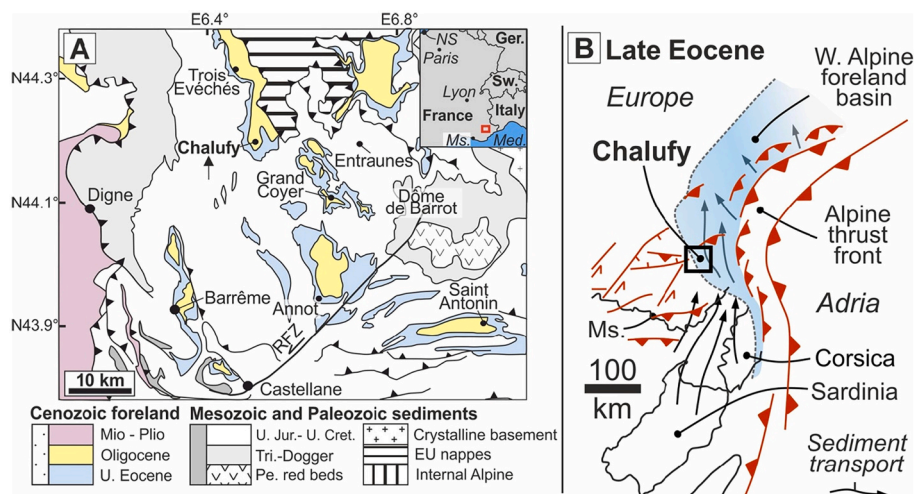 E6.4°
E6.8°
A
NS
Ger.
Paris
Trois
Evéchés
N44.3°
Lyon
Sw.
France
Italy
Ms.
Med.
Chalufy
Entraunes
Grand
Coyer
Dôme
de Barrot
N44.1°
Digne
Saint
Antonin
Barrême
Annot
N43.9°
RFZ
10 km
Castellane
Cenozoic foreland
Mio - Plio
Oligocene
U. Eocene
Mesozoic and Paleozoic sediments
U. Jur.- U. Cret.
Tri.-Dogger
Pe. red beds
Crystalline basement
EU nappes
Internal Alpine
B Late Eocene
W. Alpine
foreland
basin
Europe
Chalufy
Alpine
thrust
front
Adria
Ms.
100
km
Corsica
Sardinia
Sediment
transport